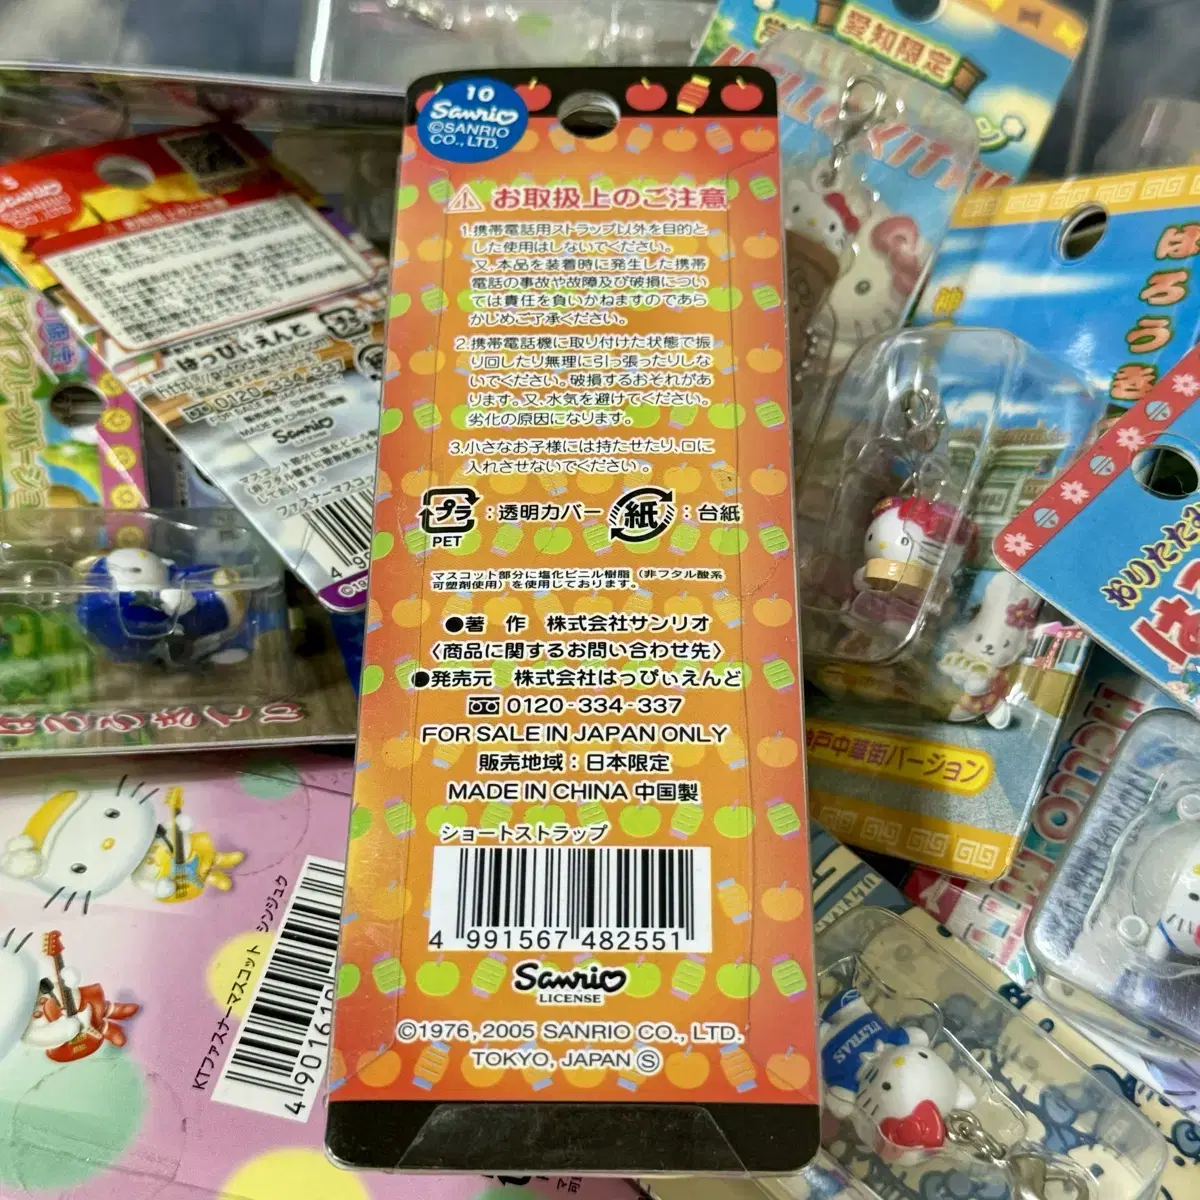 10
Sanrio
©SANRIO
CO., LTD.
⚠ お取扱上のご注意
1.携帯電話用ストラップ以外を目的と
した使用はしないでください。
又、本品を装着時に発生した携帯
電話の事故や故障及び破損につい
ては責任を負いかねますのであら
かじめご了承ください。
2.携帯電話機に取り付けた状態で振
り回したり無理に引っ張ったりしな
いでください。破損するおそれがあ
ります。又、水気を避けてください。
劣化の原因になります。
3.小さなお子様には持たせたり、口に
入れさせないでください。
プラ :透明カバー 紙 :台紙
PET
マスコット部分に塩化ビニル樹脂(非フタル酸系
可塑剤使用)を使用しております。
●著 作 株式会社サンリオ
〈商品に関するお問い合わせ先〉
●発売元 株式会社はっぴぃえんど
0120-334-337
FOR SALE IN JAPAN ONLY
販売地域:日本限定
MADE IN CHINA 中国製
ショートストラップ
4 991567 482551
Sanrio
LICENSE
©1976, 2005 SANRIO CO., LTD.
TOKYO, JAPAN Ⓢ
愛知限定
HELLO KITTY
はろう巻
神戸中華街バージョン
おりたたみ
ULTRAS
はっぴぃえんど
0120-334-337
Sanrio
LICENSE
KTファスナーマスコット シンジュク
4 901610